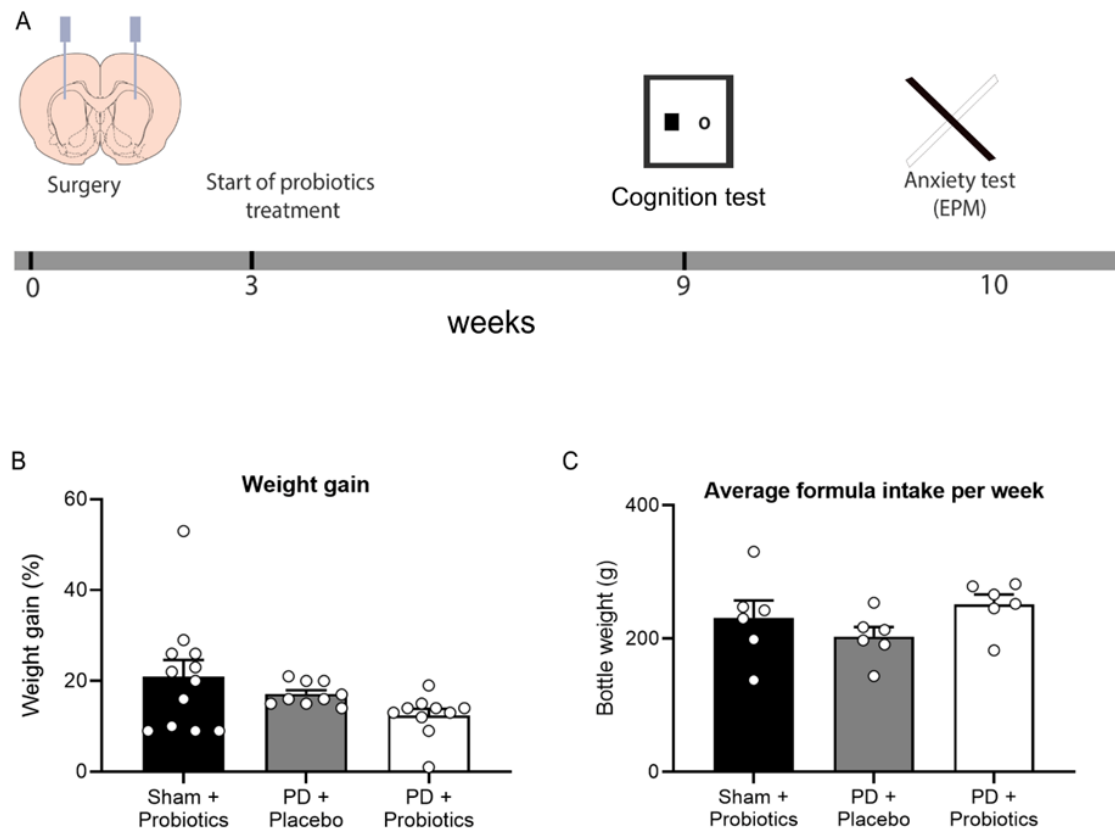 A
Surgery
Start of probiotics
treatment
Cognition test
Anxiety test
(EPM)
0
3
9
10
weeks
B
Weight gain
Weight gain (%)
60
40
20
0
Sham +
Probiotics
PD +
Placebo
PD +
Probiotics
C
Average formula intake per week
Bottle weight (g)
400
200
0
Sham +
Probiotics
PD +
Placebo
PD +
Probiotics